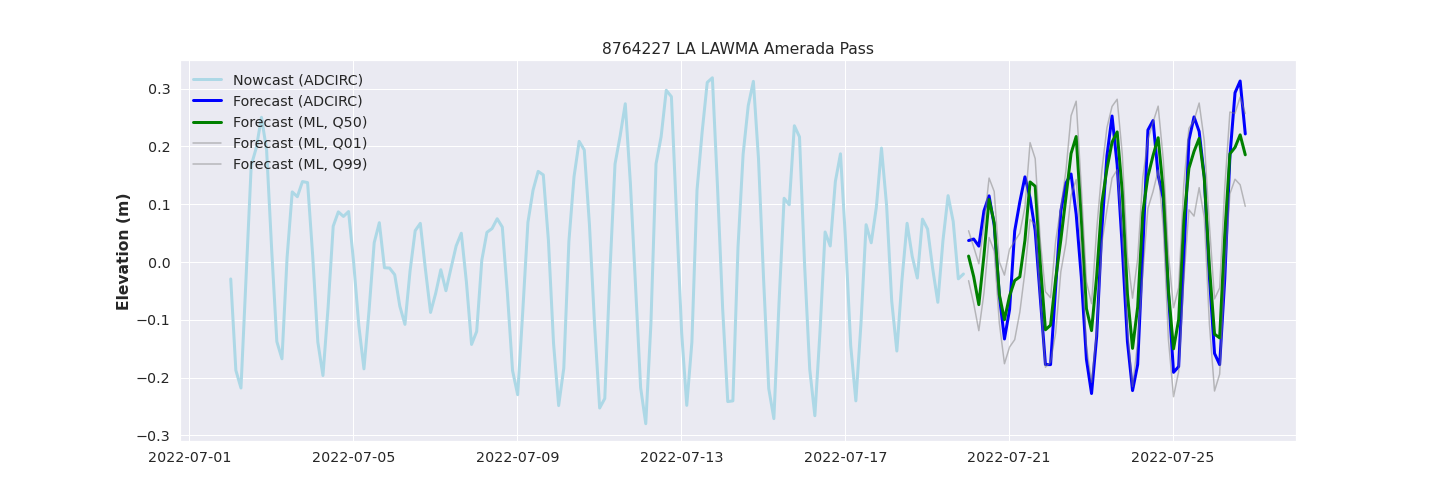 8764227 LA LAWMA Amerada Pass
Nowcast (ADCIRC)
Forecast (ADCIRC)
Forecast (ML, Q50)
Forecast (ML, Q01)
Forecast (ML, Q99)
Elevation (m)
0.3
0.2
0.1
0.0
−0.1
−0.2
−0.3
2022-07-01
2022-07-05
2022-07-09
2022-07-13
2022-07-17
2022-07-21
2022-07-25